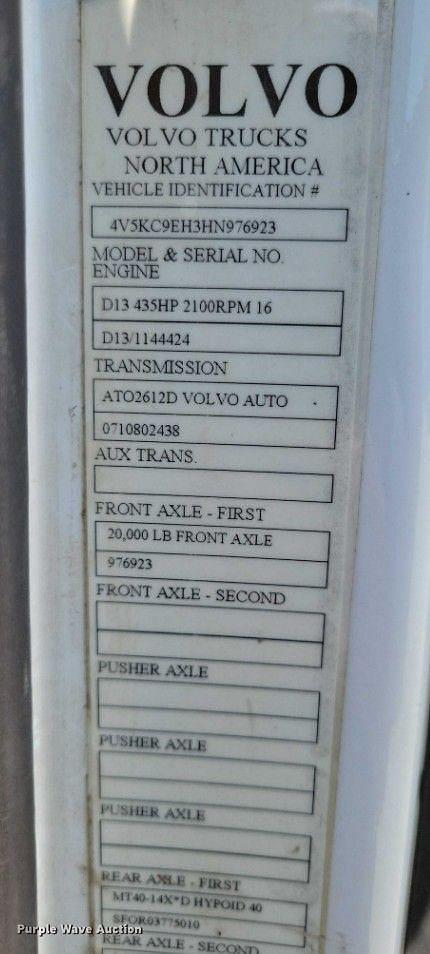 VOLVO
VOLVO TRUCKS
NORTH AMERICA
VEHICLE IDENTIFICATION #
4V5KC9EH3HN976923
MODEL & SERIAL NO.
ENGINE
D13 435HP 2100RPM 16
D13/1144424
TRANSMISSION
ATO2612D VOLVO AUTO
0710802438
AUX TRANS.
FRONT AXLE - FIRST
20,000 LB FRONT AXLE
976923
FRONT AXLE - SECOND
PUSHER AXLE
PUSHER AXLE
PUSHER AXLE
REAR AXLE - FIRST
MT40-14X*D HYPOID 40
SFOR03775010
REAR AXLE - SECOND
Purple Wave Auction